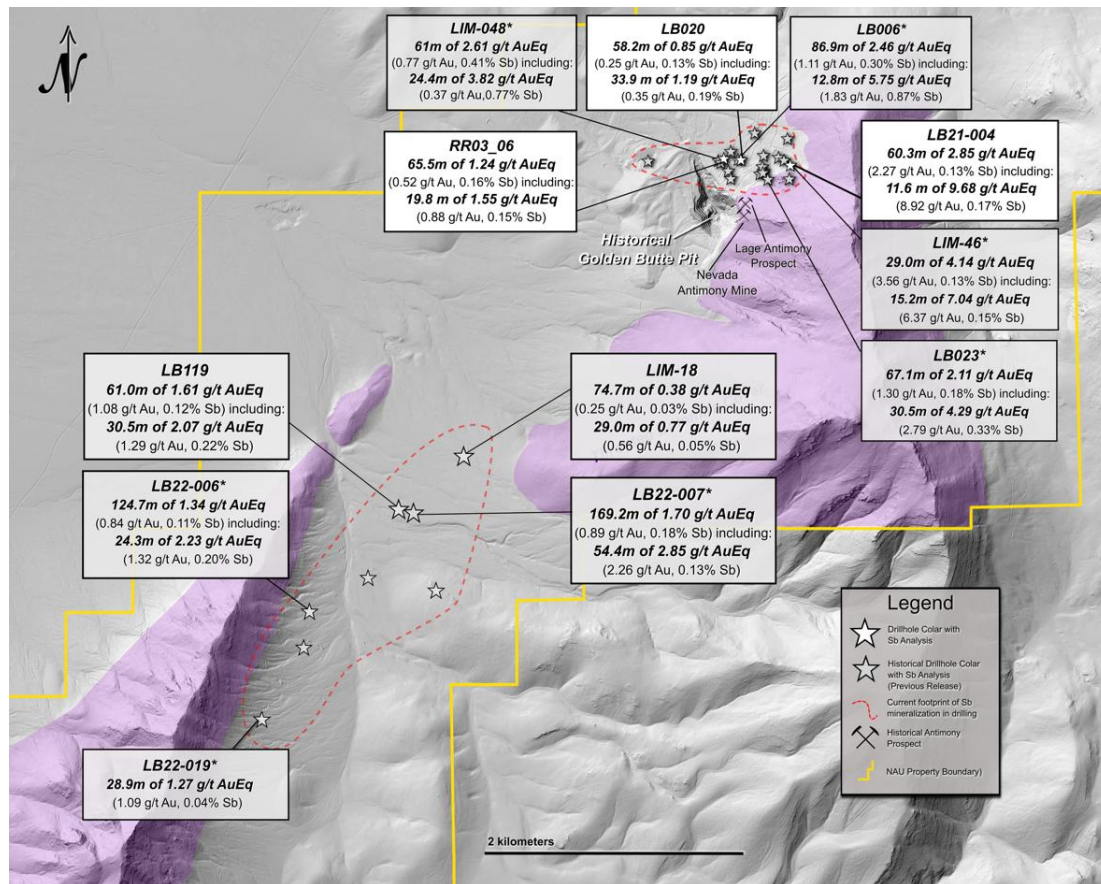 N
LIM-048*
61m of 2.61 g/t AuEq
(0.77 g/t Au, 0.41% Sb) including:
24.4m of 3.82 g/t AuEq
(0.37 g/t Au,0.77% Sb)
LB020
58.2m of 0.85 g/t AuEq
(0.25 g/t Au, 0.13% Sb) including:
33.9 m of 1.19 g/t AuEq
(0.35 g/t Au, 0.19% Sb)
LB006*
86.9m of 2.46 g/t AuEq
(1.11 g/t Au, 0.30% Sb) including:
12.8m of 5.75 g/t AuEq
(1.83 g/t Au, 0.87% Sb)
RR03_06
65.5m of 1.24 g/t AuEq
(0.52 g/t Au, 0.16% Sb) including:
19.8 m of 1.55 g/t AuEq
(0.88 g/t Au, 0.15% Sb)
LB21-004
60.3m of 2.85 g/t AuEq
(2.27 g/t Au, 0.13% Sb) including:
11.6 m of 9.68 g/t AuEq
(8.92 g/t Au, 0.17% Sb)
Historical
Golden Butte Pit
Lage Antimony
Prospect
Nevada
Antimony Mine
LIM-46*
29.0m of 4.14 g/t AuEq
(3.56 g/t Au, 0.13% Sb) including:
15.2m of 7.04 g/t AuEq
(6.37 g/t Au, 0.15% Sb)
LB023*
67.1m of 2.11 g/t AuEq
(1.30 g/t Au, 0.18% Sb) including:
30.5m of 4.29 g/t AuEq
(2.79 g/t Au, 0.33% Sb)
LB119
61.0m of 1.61 g/t AuEq
(1.08 g/t Au, 0.12% Sb) including:
30.5m of 2.07 g/t AuEq
(1.29 g/t Au, 0.22% Sb)
LIM-18
74.7m of 0.38 g/t AuEq
(0.25 g/t Au, 0.03% Sb) including:
29.0m of 0.77 g/t AuEq
(0.56 g/t Au, 0.05% Sb)
LB22-006*
124.7m of 1.34 g/t AuEq
(0.84 g/t Au, 0.11% Sb) including:
24.3m of 2.23 g/t AuEq
(1.32 g/t Au, 0.20% Sb)
LB22-007*
169.2m of 1.70 g/t AuEq
(0.89 g/t Au, 0.18% Sb) including:
54.4m of 2.85 g/t AuEq
(2.26 g/t Au, 0.13% Sb)
LB22-019*
28.9m of 1.27 g/t AuEq
(1.09 g/t Au, 0.04% Sb)
2 kilometers
Legend
Drillhole Colar with
Sb Analysis
Historical Drillhole Colar
with Sb Analysis
(Previous Release)
Current footprint of Sb
mineralization in drilling
Historical Antimony
Prospect
NAU Property Boundary)